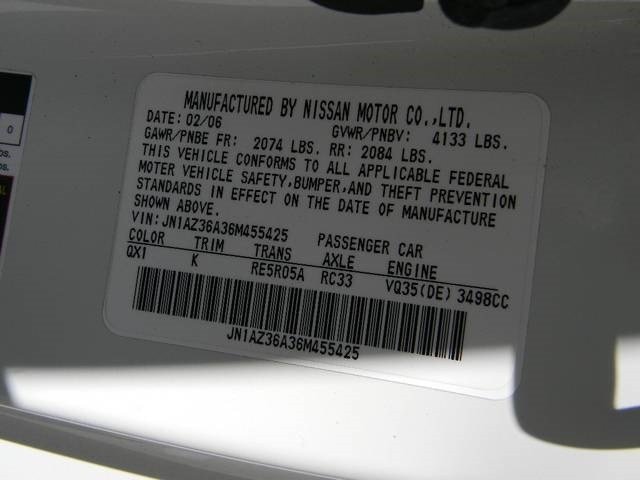 MANUFACTURED BY NISSAN MOTOR CO.,LTD.
DATE: 02/06 GVWR/PNBV: 4133 LBS.
GAWR/PNBE FR: 2074 LBS. RR: 2084 LBS.
THIS VEHICLE CONFORMS TO ALL APPLICABLE FEDERAL
MOTOR VEHICLE SAFETY,BUMPER,AND THEFT PREVENTION
STANDARDS IN EFFECT ON THE DATE OF MANUFACTURE
SHOWN ABOVE.
VIN:JN1AZ36A36M455425 PASSENGER CAR
COLOR TRIM TRANS AXLE ENGINE
QX1 K RE5R05A RC33 VQ35(DE) 3498CC
JN1AZ36A36M455425
0